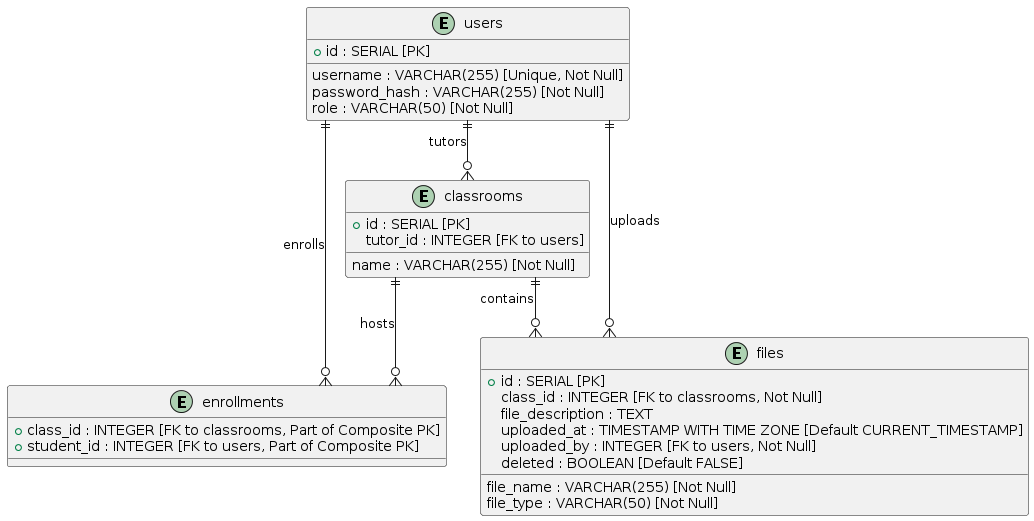 E users
id : SERIAL [PK]
username : VARCHAR(255) [Unique, Not Null]
password_hash : VARCHAR(255) [Not Null]
role : VARCHAR(50) [Not Null]
tutors
E classrooms
id : SERIAL [PK]
tutor_id : INTEGER [FK to users]
name : VARCHAR(255) [Not Null]
enrolls
uploads
hosts
contains
E enrollments
class_id : INTEGER [FK to classrooms, Part of Composite PK]
student_id : INTEGER [FK to users, Part of Composite PK]
E files
id : SERIAL [PK]
class_id : INTEGER [FK to classrooms, Not Null]
file_description : TEXT
uploaded_at : TIMESTAMP WITH TIME ZONE [Default CURRENT_TIMESTAMP]
uploaded_by : INTEGER [FK to users, Not Null]
deleted : BOOLEAN [Default FALSE]
file_name : VARCHAR(255) [Not Null]
file_type : VARCHAR(50) [Not Null]